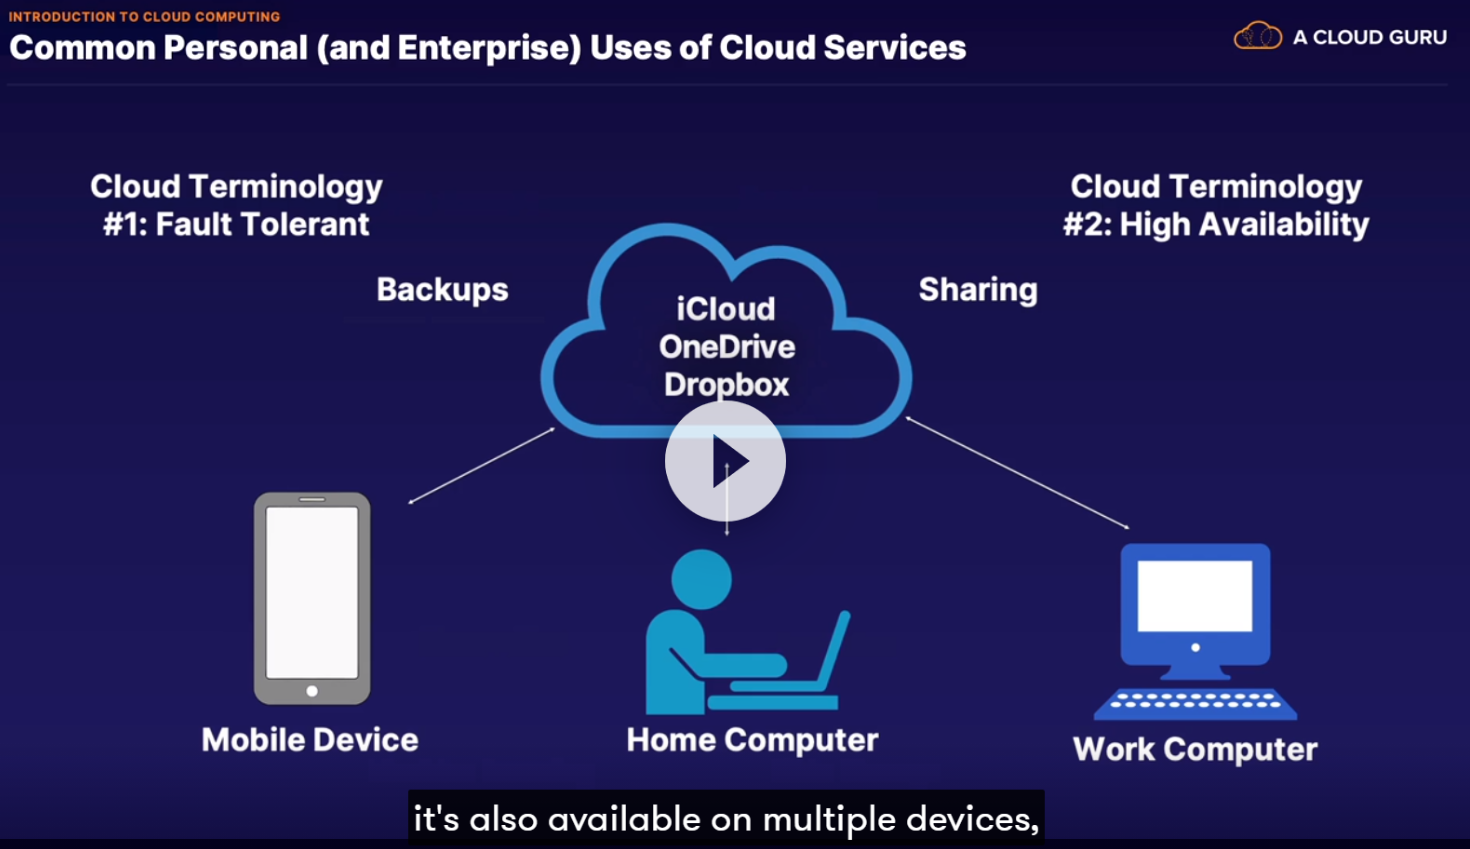 INTRODUCTION TO CLOUD COMPUTING
Common Personal (and Enterprise) Uses of Cloud Services
A CLOUD GURU
Cloud Terminology
#1: Fault Tolerant
Cloud Terminology
#2: High Availability
Backups
Sharing
iCloud
OneDrive
Dropbox
Mobile Device
Home Computer
Work Computer
it's also available on multiple devices,